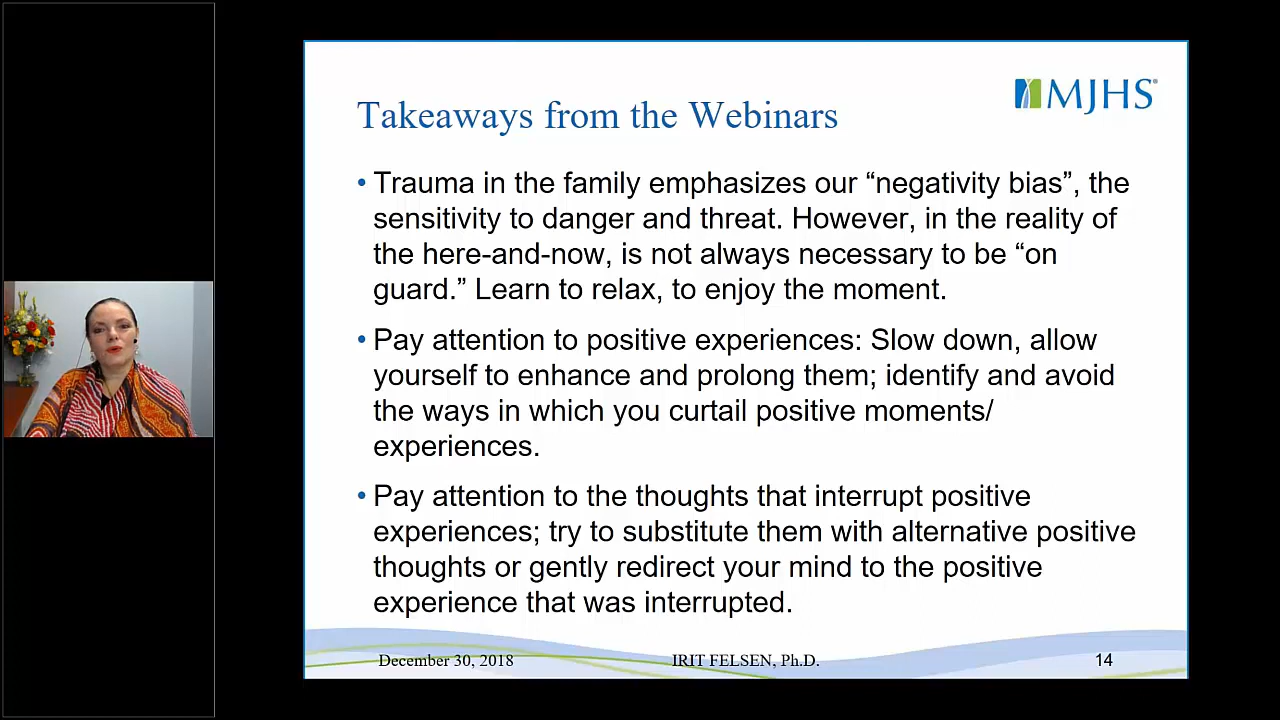 MJHS®
Takeaways from the Webinars
• Trauma in the family emphasizes our “negativity bias”, the
sensitivity to danger and threat. However, in the reality of
the here-and-now, is not always necessary to be “on
guard.” Learn to relax, to enjoy the moment.
• Pay attention to positive experiences: Slow down, allow
yourself to enhance and prolong them; identify and avoid
the ways in which you curtail positive moments/
experiences.
• Pay attention to the thoughts that interrupt positive
experiences; try to substitute them with alternative positive
thoughts or gently redirect your mind to the positive
experience that was interrupted.
December 30, 2018 IRIT FELSEN, Ph.D. 14